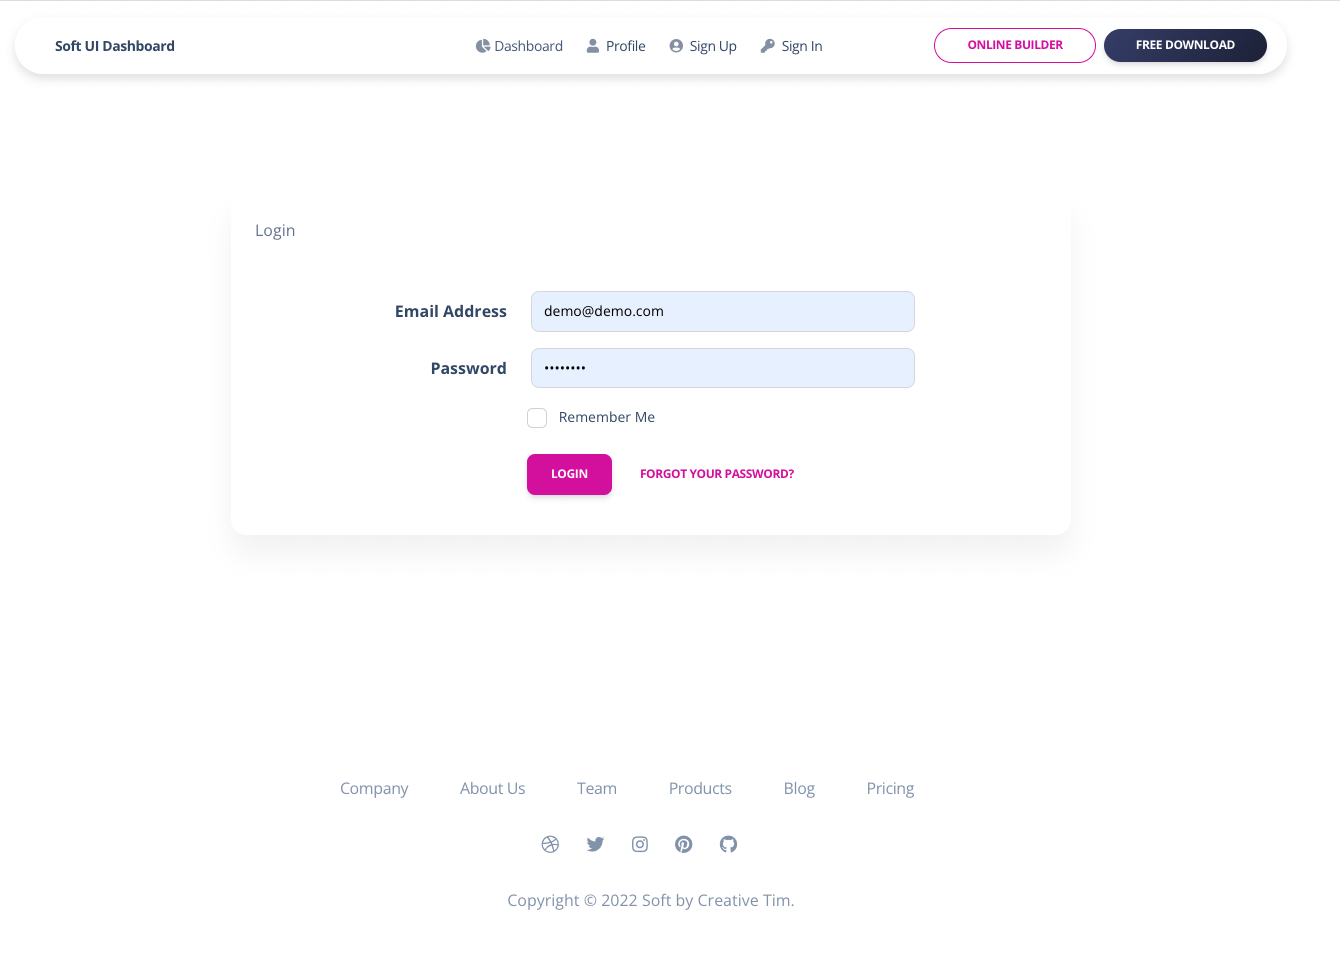 Soft UI Dashboard Dashboard Profile Sign Up Sign In ONLINE BUILDER FREE DOWNLOAD
Login
Email Address demo@demo.com
Password ••••••••
Remember Me
LOGIN FORGOT YOUR PASSWORD?
Company About Us Team Products Blog Pricing
Copyright © 2022 Soft by Creative Tim.